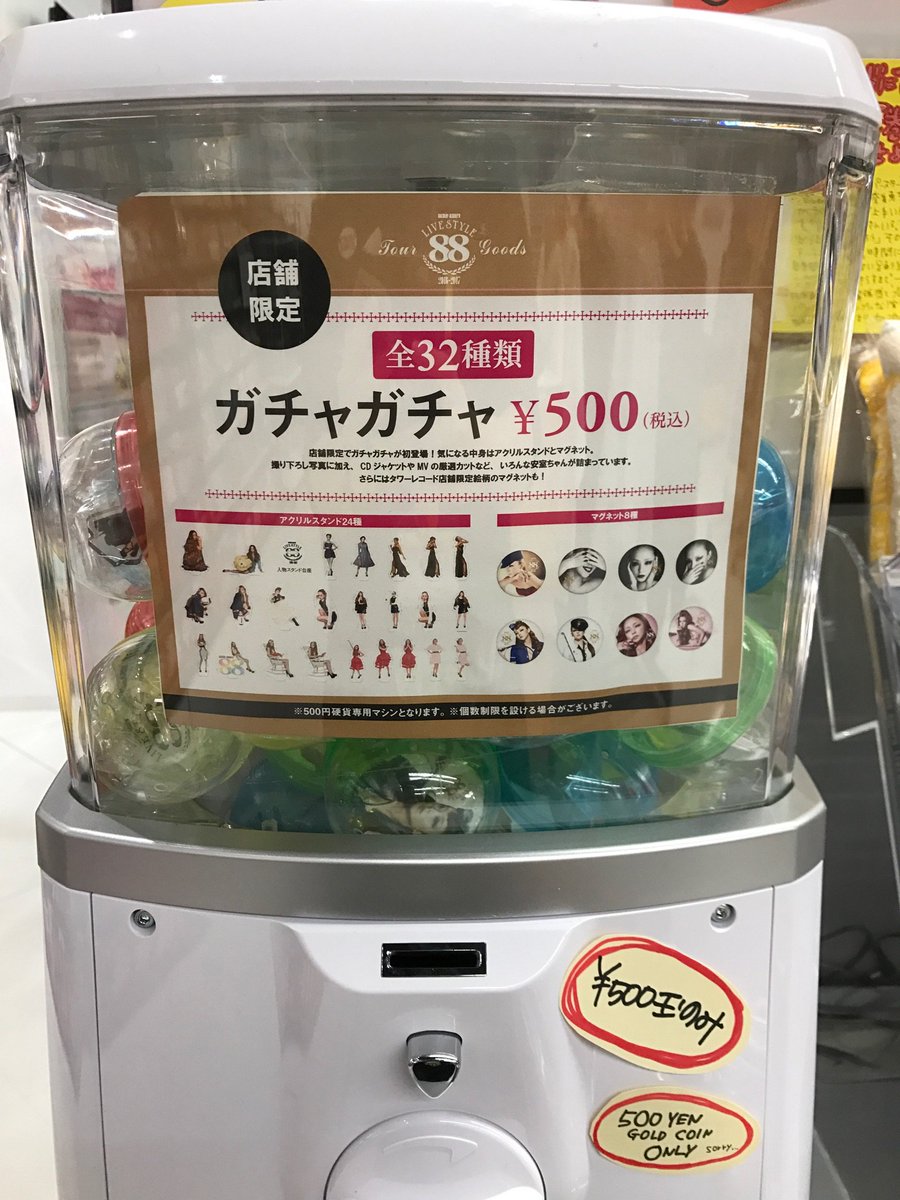 LIVE STYLE
Tour 88 Goods
2016-2017
店舗
限定
全32種類
ガチャガチャ ¥500(税込)
店舗限定でガチャガチャが初登場！気になる中身はアクリルスタンドとマグネット。
撮り下ろし写真に加え、CDジャケットやMVの厳選カットなど、いろんな安室ちゃんが詰まっています。
さらにはタワーレコード店舗限定絵柄のマグネットも！
アクリルスタンド24種
マグネット8種
人物スタンド台座
※500円硬貨専用マシンとなります。※個数制限を設ける場合がございます。
¥500玉のみ
500 YEN
GOLD COIN
ONLY sorry...